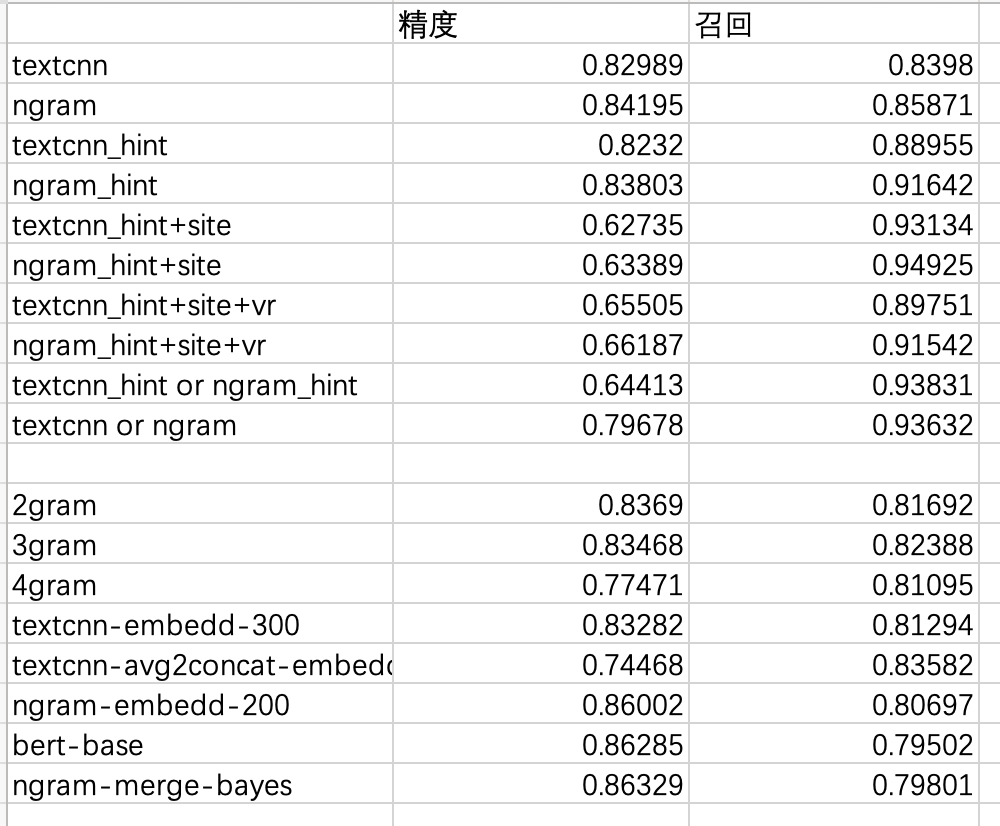 精度 召回
textcnn 0.82989 0.8398
ngram 0.84195 0.85871
textcnn_hint 0.8232 0.88955
ngram_hint 0.83803 0.91642
textcnn_hint+site 0.62735 0.93134
ngram_hint+site 0.63389 0.94925
textcnn_hint+site+vr 0.65505 0.89751
ngram_hint+site+vr 0.66187 0.91542
textcnn_hint or ngram_hint 0.64413 0.93831
textcnn or ngram 0.79678 0.93632
2gram 0.8369 0.81692
3gram 0.83468 0.82388
4gram 0.77471 0.81095
textcnn-embedd-300 0.83282 0.81294
textcnn-avg2concat-embedd 0.74468 0.83582
ngram-embedd-200 0.86002 0.80697
bert-base 0.86285 0.79502
ngram-merge-bayes 0.86329 0.79801